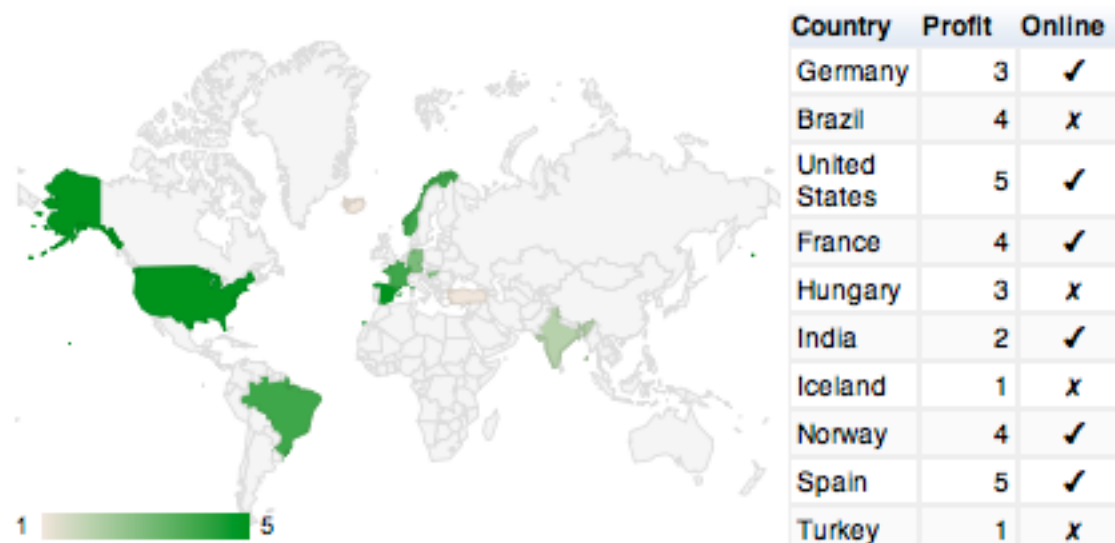 Country Profit Online
Germany 3 ✓
Brazil 4 ✗
United
States 5 ✓
France 4 ✓
Hungary 3 ✗
India 2 ✓
Iceland 1 ✗
Norway 4 ✓
Spain 5 ✓
Turkey 1 ✗
1 5